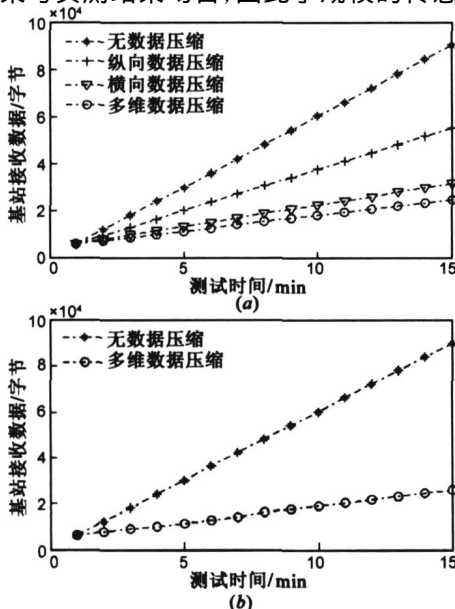 ×10⁴
10
8
6
4
2
0
基站接收数据/字节
无数据压缩
纵向数据压缩
横向数据压缩
多维数据压缩
0
5
10
15
测试时间/min
(a)
×10⁴
10
8
6
4
2
0
基站接收数据/字节
无数据压缩
多维数据压缩
0
5
10
15
测试时间/min
(b)